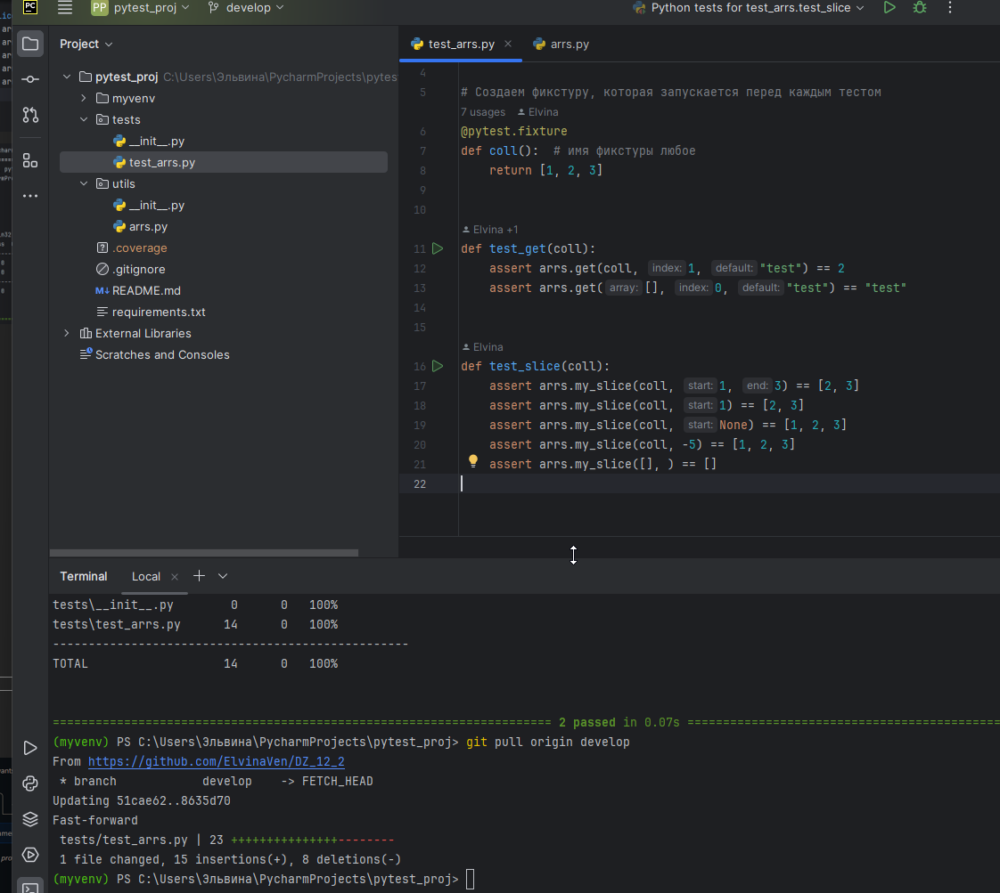 PC
PP pytest_proj develop Python tests for test_arrs.test_slice
Project
test_arrs.py arrs.py
pytest_proj C:\Users\Эльвина\PycharmProjects\pytes
myvenv
tests
__init__.py
test_arrs.py
utils
__init__.py
arrs.py
.coverage
.gitignore
M↓ README.md
requirements.txt
External Libraries
Scratches and Consoles
4
5 # Создаем фикстуру, которая запускается перед каждым тестом
7 usages Elvina
6 @pytest.fixture
7 def coll(): # имя фикстуры любое
8 return [1, 2, 3]
9
10
Elvina +1
11 def test_get(coll):
12 assert arrs.get(coll, index: 1, default: "test") == 2
13 assert arrs.get( array: [], index: 0, default: "test") == "test"
14
15
Elvina
16 def test_slice(coll):
17 assert arrs.my_slice(coll, start: 1, end: 3) == [2, 3]
18 assert arrs.my_slice(coll, start: 1) == [2, 3]
19 assert arrs.my_slice(coll, start: None) == [1, 2, 3]
20 assert arrs.my_slice(coll, -5) == [1, 2, 3]
21 assert arrs.my_slice([], ) == []
22
Terminal Local
tests\__init__.py 0 0 100%
tests\test_arrs.py 14 0 100%
--------------------------------------------------
TOTAL 14 0 100%
====================================================================== 2 passed in 0.07s ============================================
(myvenv) PS C:\Users\Эльвина\PycharmProjects\pytest_proj> git pull origin develop
From https://github.com/ElvinaVen/DZ_12_2
* branch develop -> FETCH_HEAD
Updating 51cae62..8635d70
Fast-forward
tests/test_arrs.py | 23 +++++++++++++++--------
1 file changed, 15 insertions(+), 8 deletions(-)
(myvenv) PS C:\Users\Эльвина\PycharmProjects\pytest_proj>